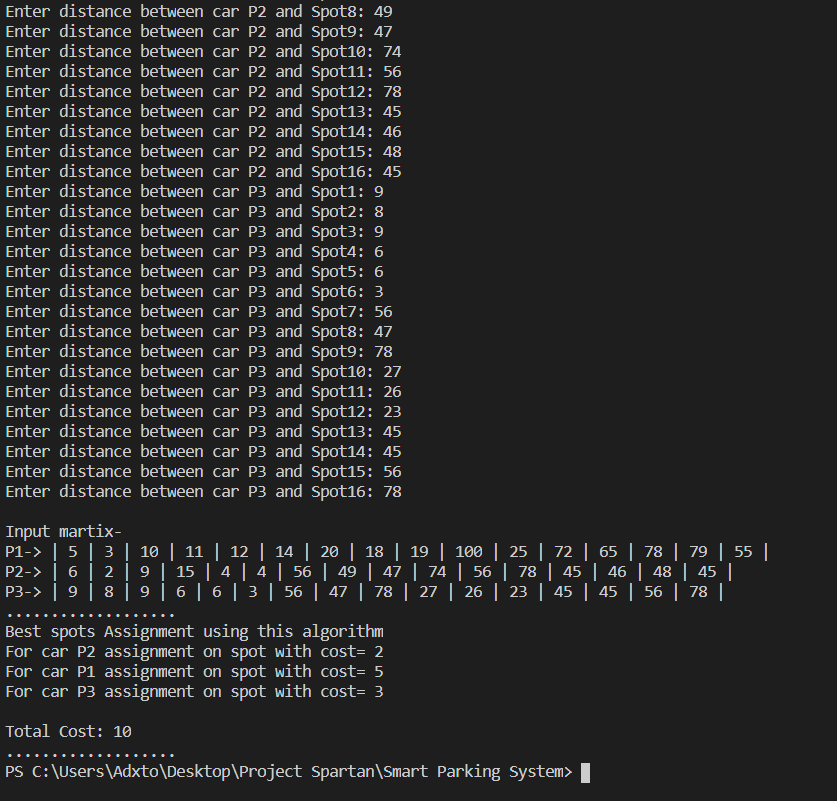 Enter distance between car P2 and Spot8: 49
Enter distance between car P2 and Spot9: 47
Enter distance between car P2 and Spot10: 74
Enter distance between car P2 and Spot11: 56
Enter distance between car P2 and Spot12: 78
Enter distance between car P2 and Spot13: 45
Enter distance between car P2 and Spot14: 46
Enter distance between car P2 and Spot15: 48
Enter distance between car P2 and Spot16: 45
Enter distance between car P3 and Spot1: 9
Enter distance between car P3 and Spot2: 8
Enter distance between car P3 and Spot3: 9
Enter distance between car P3 and Spot4: 6
Enter distance between car P3 and Spot5: 6
Enter distance between car P3 and Spot6: 3
Enter distance between car P3 and Spot7: 56
Enter distance between car P3 and Spot8: 47
Enter distance between car P3 and Spot9: 78
Enter distance between car P3 and Spot10: 27
Enter distance between car P3 and Spot11: 26
Enter distance between car P3 and Spot12: 23
Enter distance between car P3 and Spot13: 45
Enter distance between car P3 and Spot14: 45
Enter distance between car P3 and Spot15: 56
Enter distance between car P3 and Spot16: 78
Input martix-
P1-> | 5 | 3 | 10 | 11 | 12 | 14 | 20 | 18 | 19 | 100 | 25 | 72 | 65 | 78 | 79 | 55 |
P2-> | 6 | 2 | 9 | 15 | 4 | 4 | 56 | 49 | 47 | 74 | 56 | 78 | 45 | 46 | 48 | 45 |
P3-> | 9 | 8 | 9 | 6 | 6 | 3 | 56 | 47 | 78 | 27 | 26 | 23 | 45 | 45 | 56 | 78 |
...................
Best spots Assignment using this algorithm
For car P2 assignment on spot with cost= 2
For car P1 assignment on spot with cost= 5
For car P3 assignment on spot with cost= 3
Total Cost: 10
...................
PS C:\Users\Adxto\Desktop\Project Spartan\Smart Parking System>